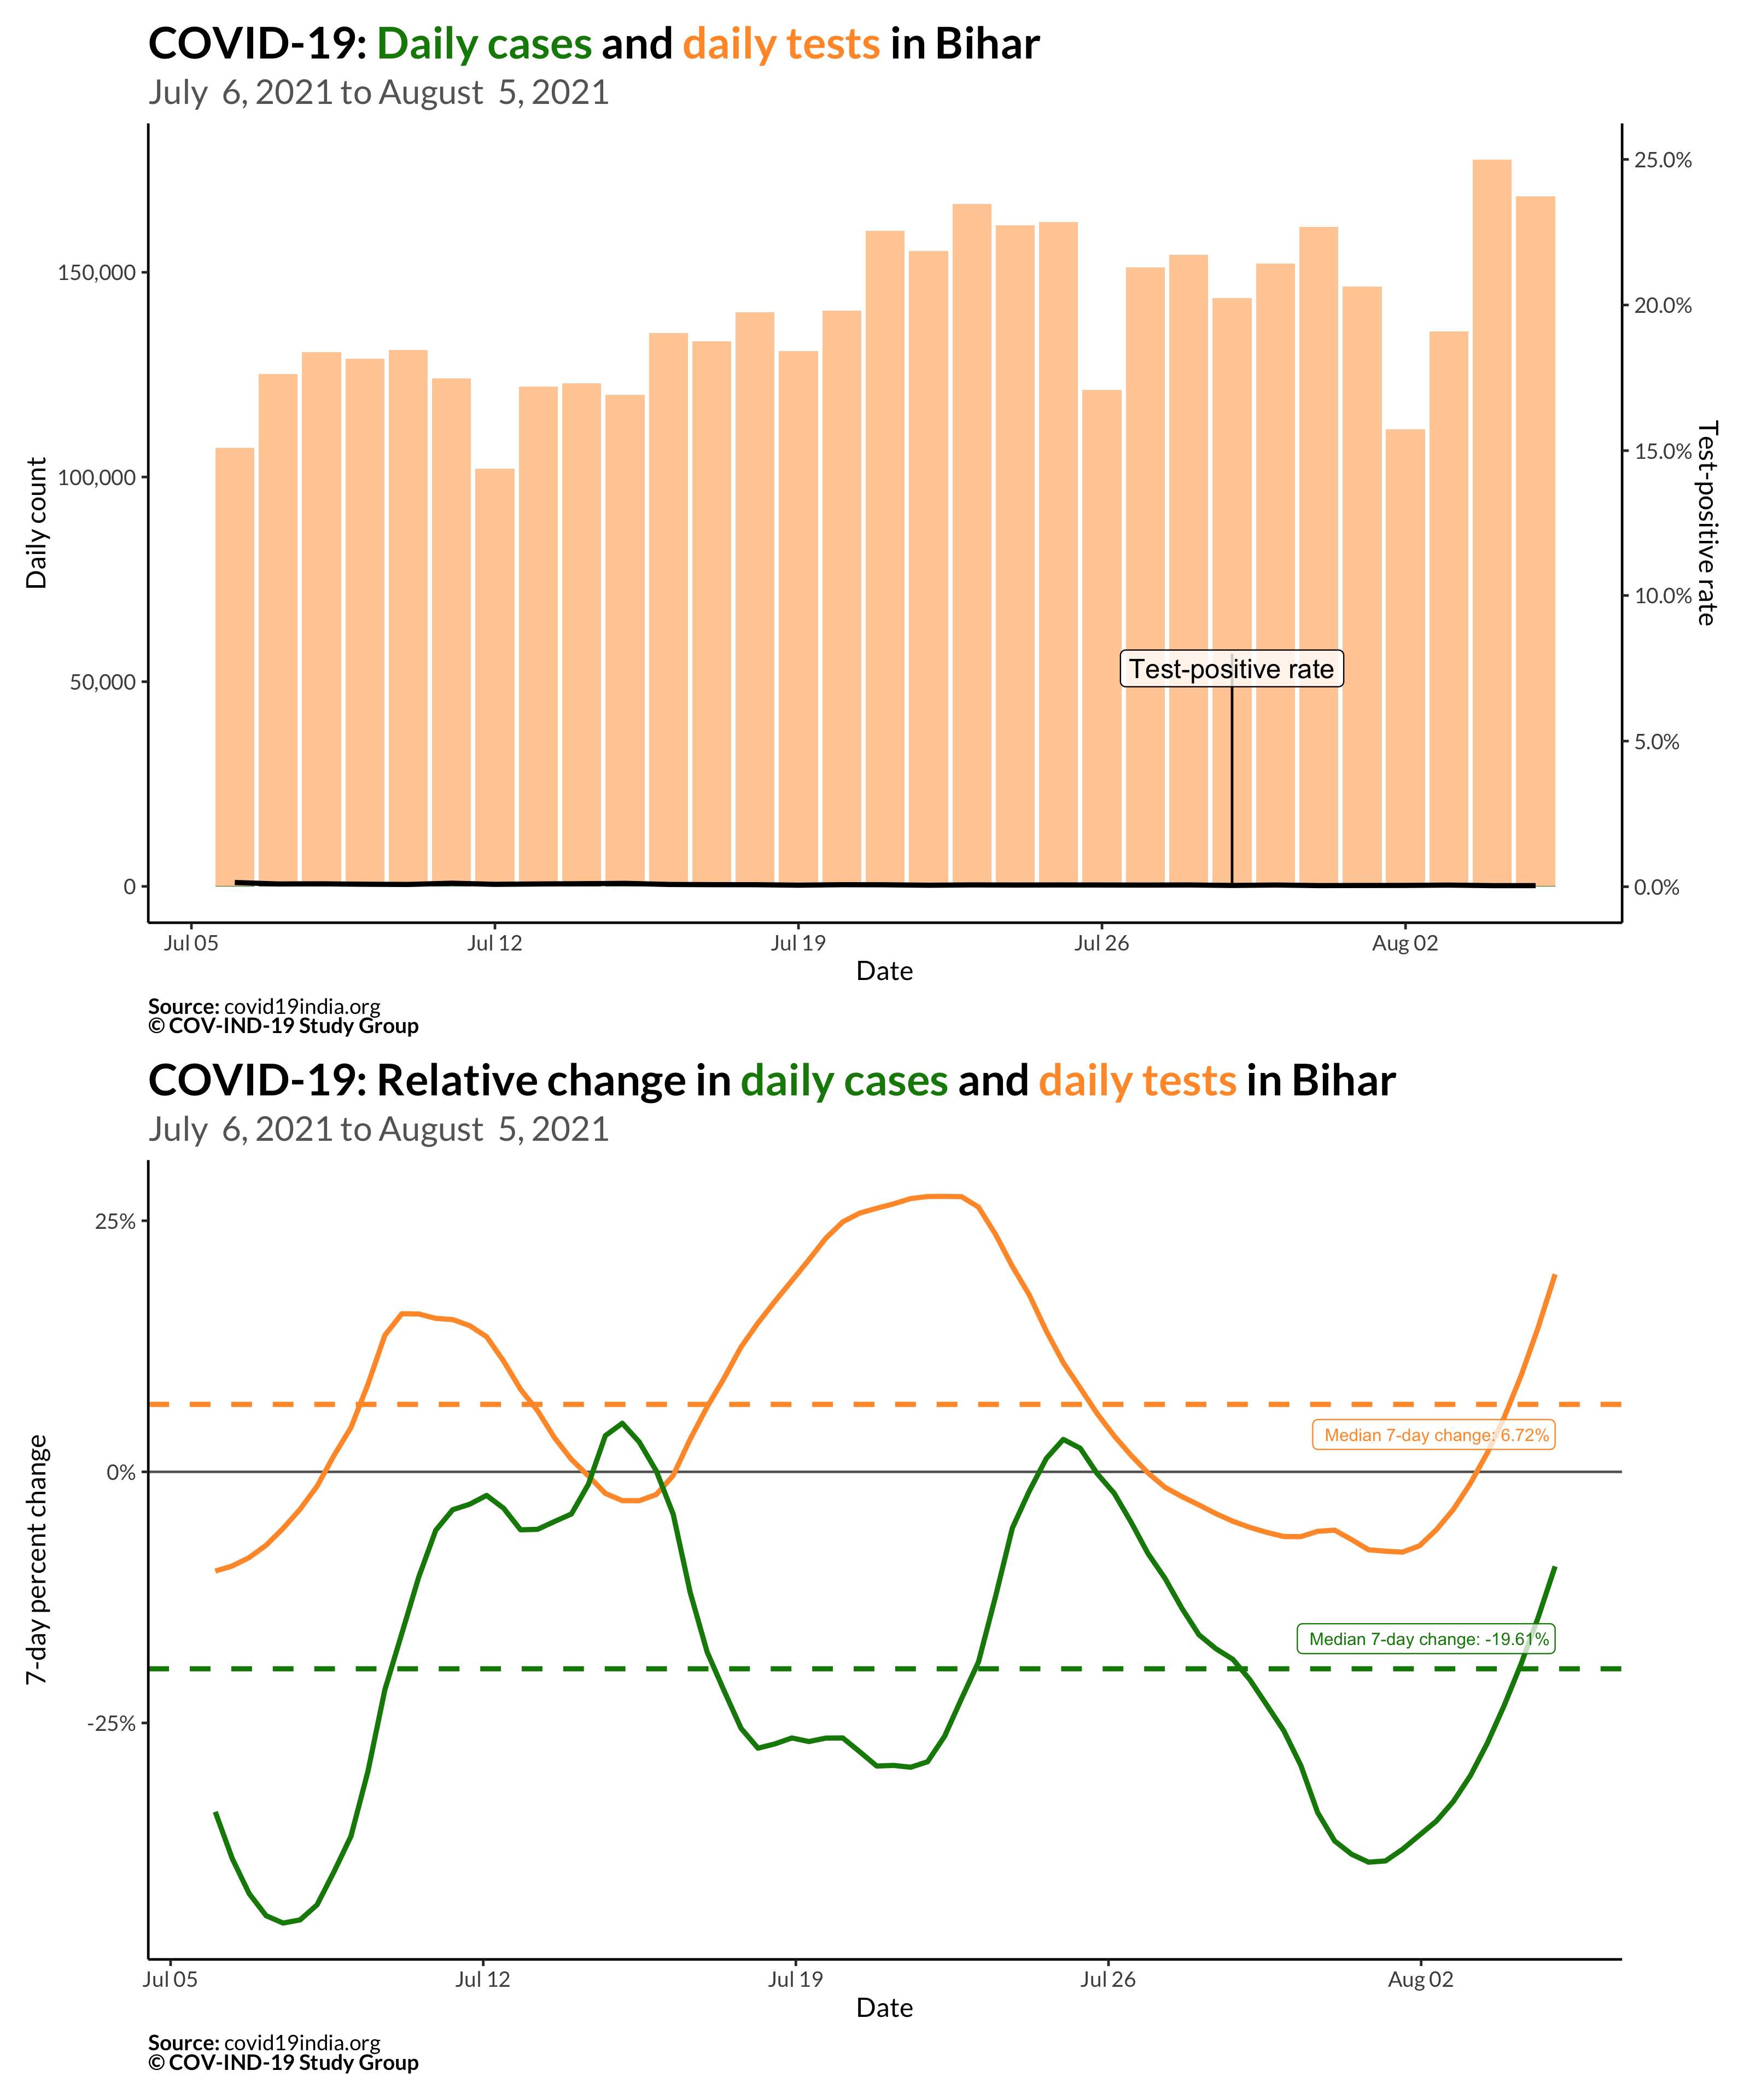 COVID-19: Daily cases and daily tests in Bihar
July 6, 2021 to August 5, 2021
Daily count
150,000
100,000
50,000
0
25.0%
20.0%
15.0%
10.0%
5.0%
0.0%
Test-positive rate
Test-positive rate
Jul 05
Jul 12
Jul 19
Jul 26
Aug 02
Date
Source: covid19india.org
© COV-IND-19 Study Group
COVID-19: Relative change in daily cases and daily tests in Bihar
July 6, 2021 to August 5, 2021
7-day percent change
25%
0%
-25%
Median 7-day change: 6.72%
Median 7-day change: -19.61%
Jul 05
Jul 12
Jul 19
Jul 26
Aug 02
Date
Source: covid19india.org
© COV-IND-19 Study Group